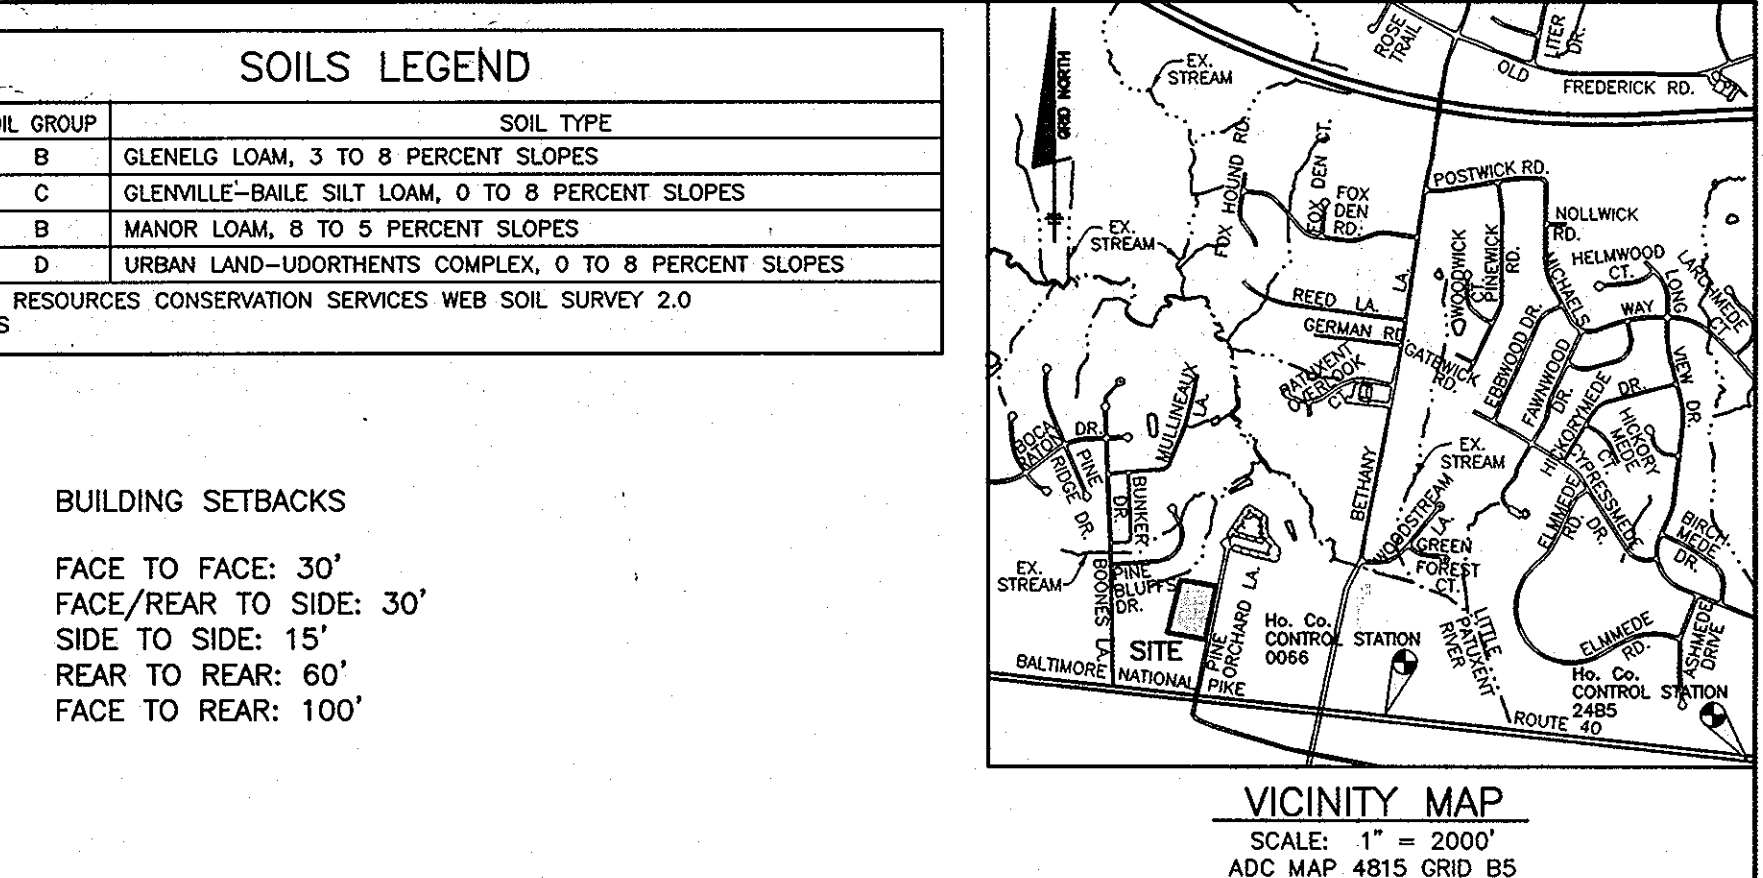 SOILS LEGEND
OIL GROUP SOIL TYPE
B GLENELG LOAM, 3 TO 8 PERCENT SLOPES
C GLENVILLE-BAILE SILT LOAM, 0 TO 8 PERCENT SLOPES
B MANOR LOAM, 8 TO 5 PERCENT SLOPES
D URBAN LAND-UDORTHENTS COMPLEX, 0 TO 8 PERCENT SLOPES
RESOURCES CONSERVATION SERVICES WEB SOIL SURVEY 2.0
S
BUILDING SETBACKS
FACE TO FACE: 30'
FACE/REAR TO SIDE: 30'
SIDE TO SIDE: 15'
REAR TO REAR: 60'
FACE TO REAR: 100'
GRID NORTH
EX.
STREAM
ROSE
TRAIL
LITER
DR.
OLD
FREDERICK RD.
FOX HOUND RD.
FOX DEN CT.
FOX
DEN
RD.
POSTWICK RD.
NOLLWICK
RD.
EX.
STREAM
WOODWICK
CT.
PINEWICK
RD.
MICHAELS
WAY
HELMWOOD
CT.
LONG
VIEW
DR.
LARCHMEDE
CT.
REED LA.
LA.
GERMAN RD
GATEWICK
RD.
EBBWOOD DR.
FAWNWOOD
DR.
PATUXENT
OVERLOOK
CT.
HICKORYMEDE
DR.
HICKORY
MEDE
CT.
MULLINEAUX
LA.
BOCA
RATON
DR.
PINE
RIDGE DR.
BUNKER
DR.
BETHANY
EX.
STREAM
WOODSTREAM
LA.
GREEN
FOREST
CT.
CYPRESSMEDE
DR.
ELMMEDE
RD.
BIRCH
MEDE
DR.
EX.
STREAM
BOONES LA.
PINE
BLUFFS
DR.
SITE
PINE
ORCHARD LA.
Ho. Co.
CONTROL STATION
0066
LITTLE
PATUXENT
RIVER
ELMMEDE
RD.
ASHMEDE
DRIVE
BALTIMORE NATIONAL PIKE
Ho. Co.
CONTROL STATION
24B5
ROUTE 40
VICINITY MAP
SCALE: 1" = 2000'
ADC MAP 4815 GRID B5